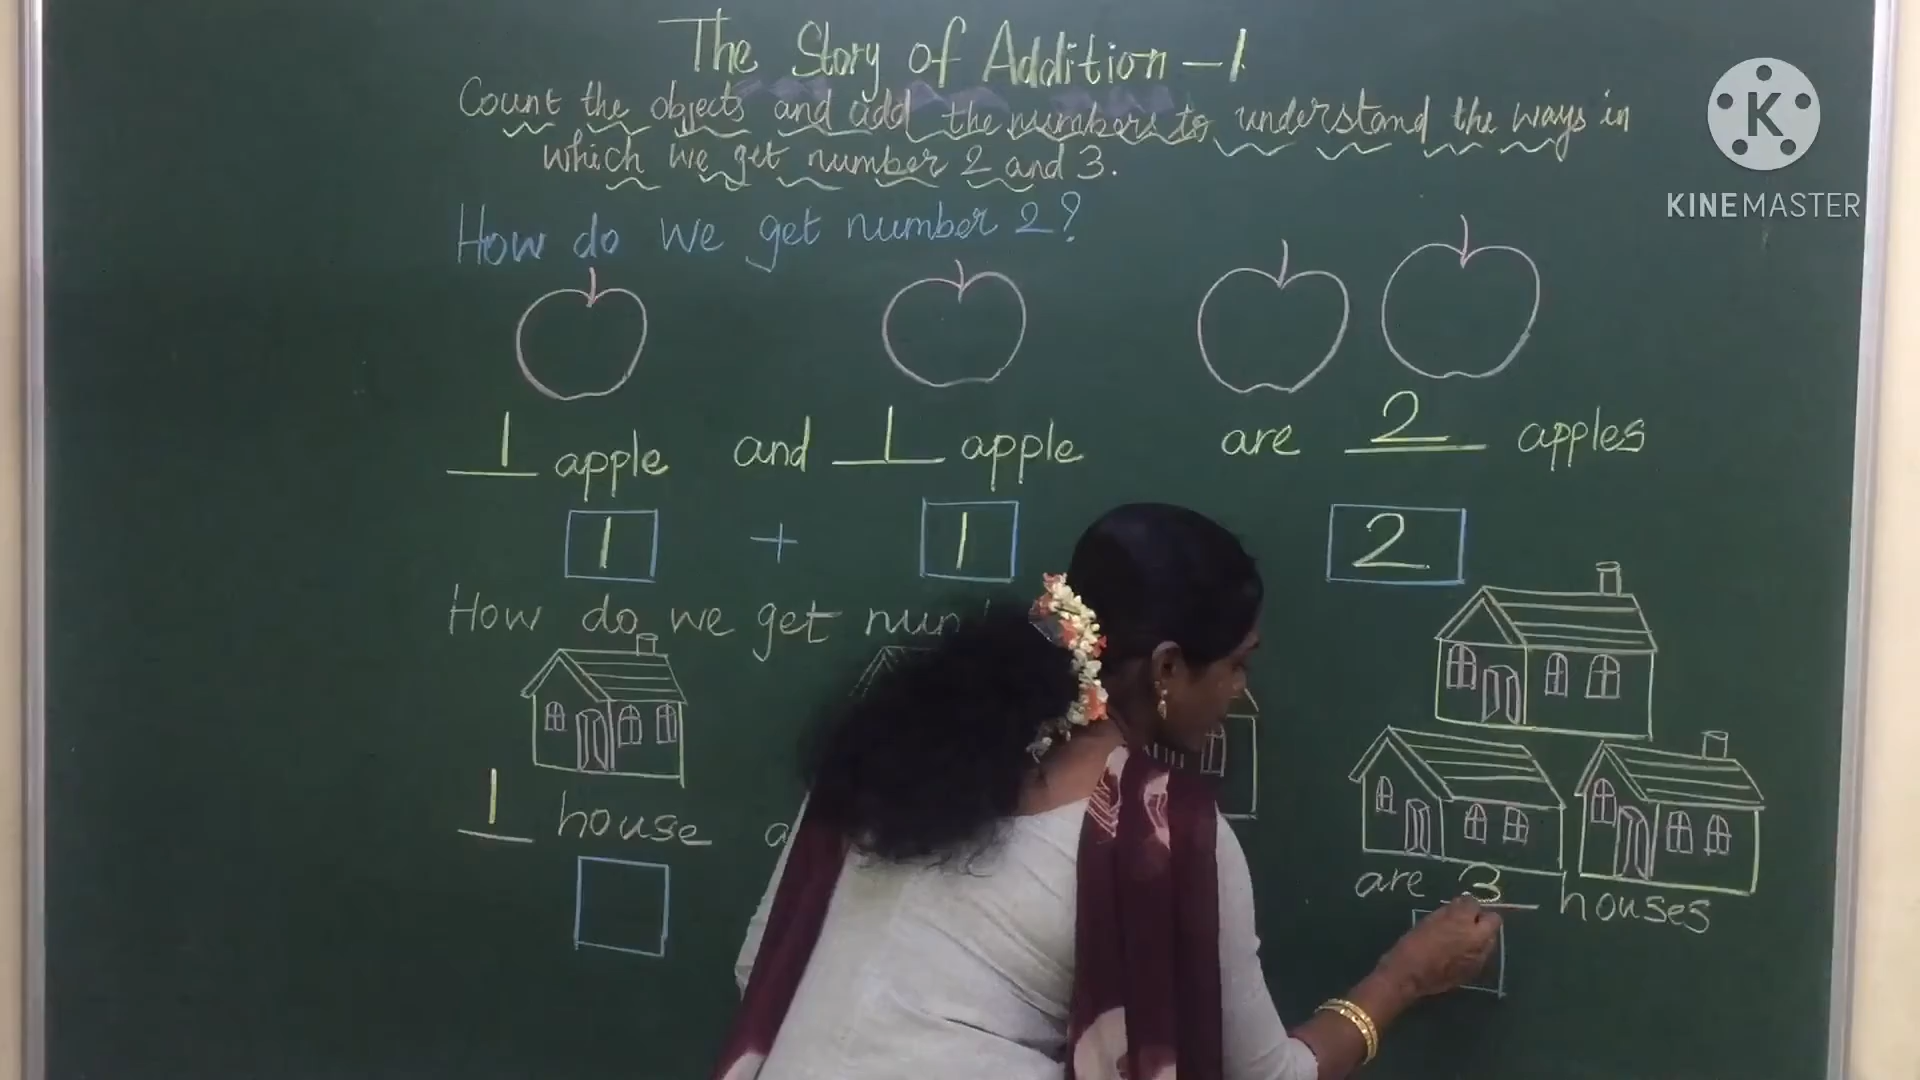 The Story of Addition - 1
Count the objects and add the numbers to understand the ways in
which we get number 2 and 3.
How do we get number 2?
1 apple and 1 apple are 2 apples
1 + 1 2
How do we get
1 house are 3 houses
K
KINEMASTER